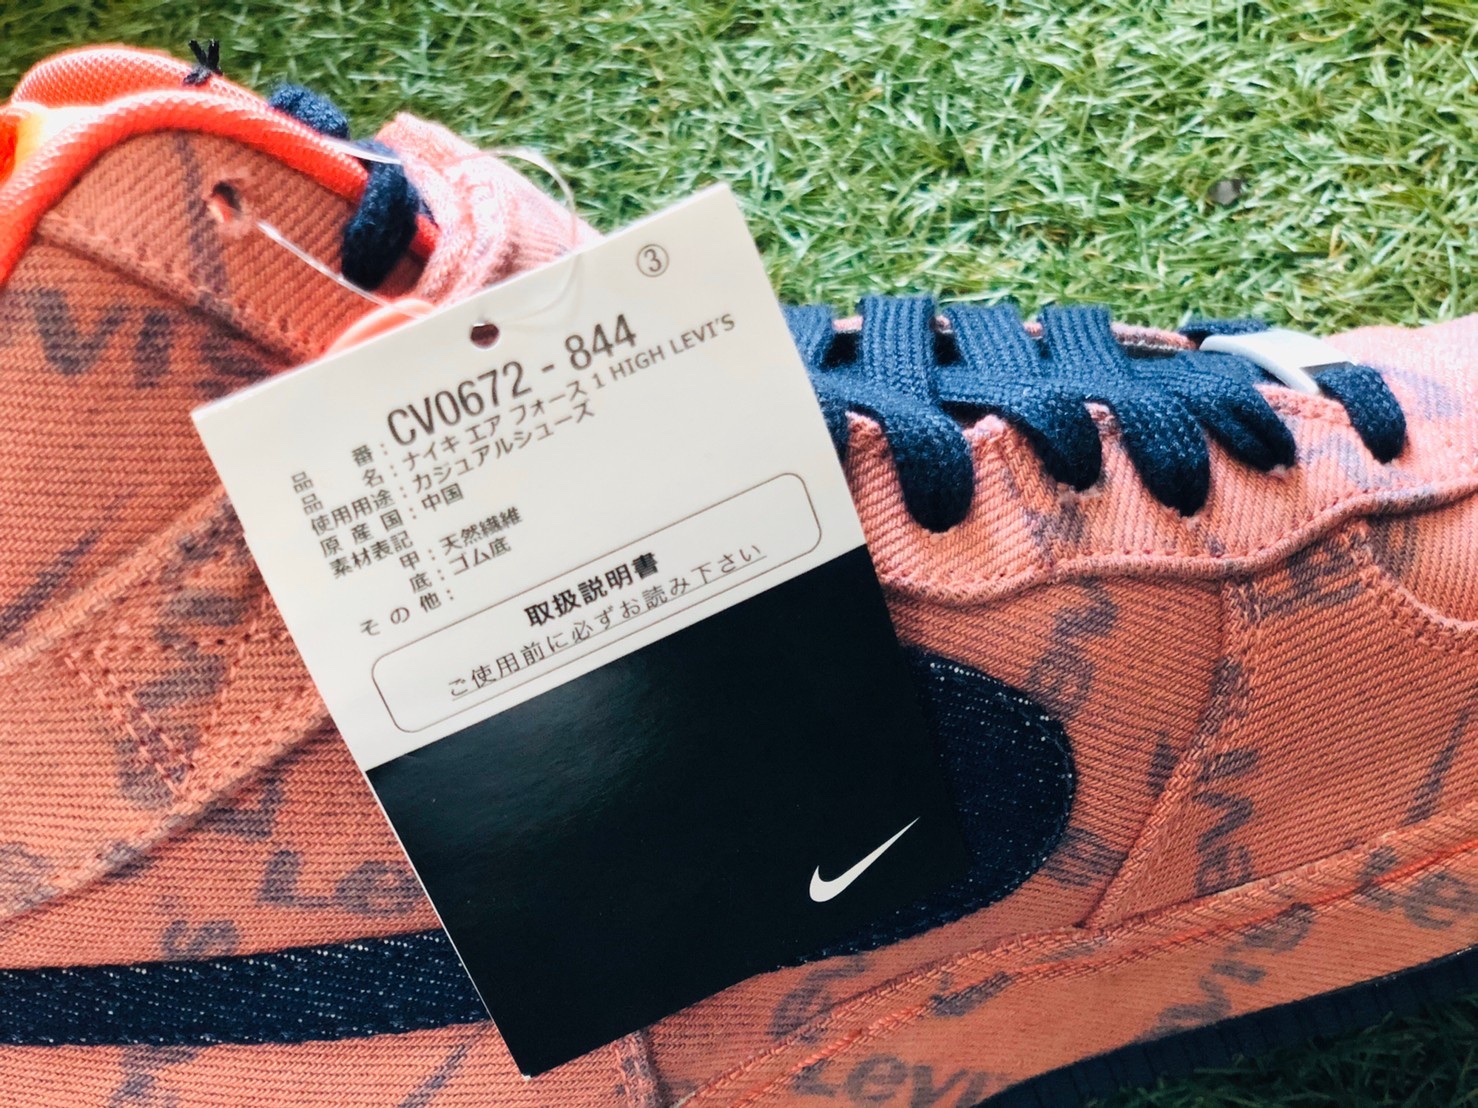 ③
品番:CV0672-844
品名:ナイキ エア フォース 1 HIGH LEVI'S
使用用途:カジュアルシューズ
原産国:中国
素材表記
甲:天然繊維
底:ゴム底
その他:
取扱説明書
ご使用前に必ずお読み下さい
Levi's
Levi's
Levi